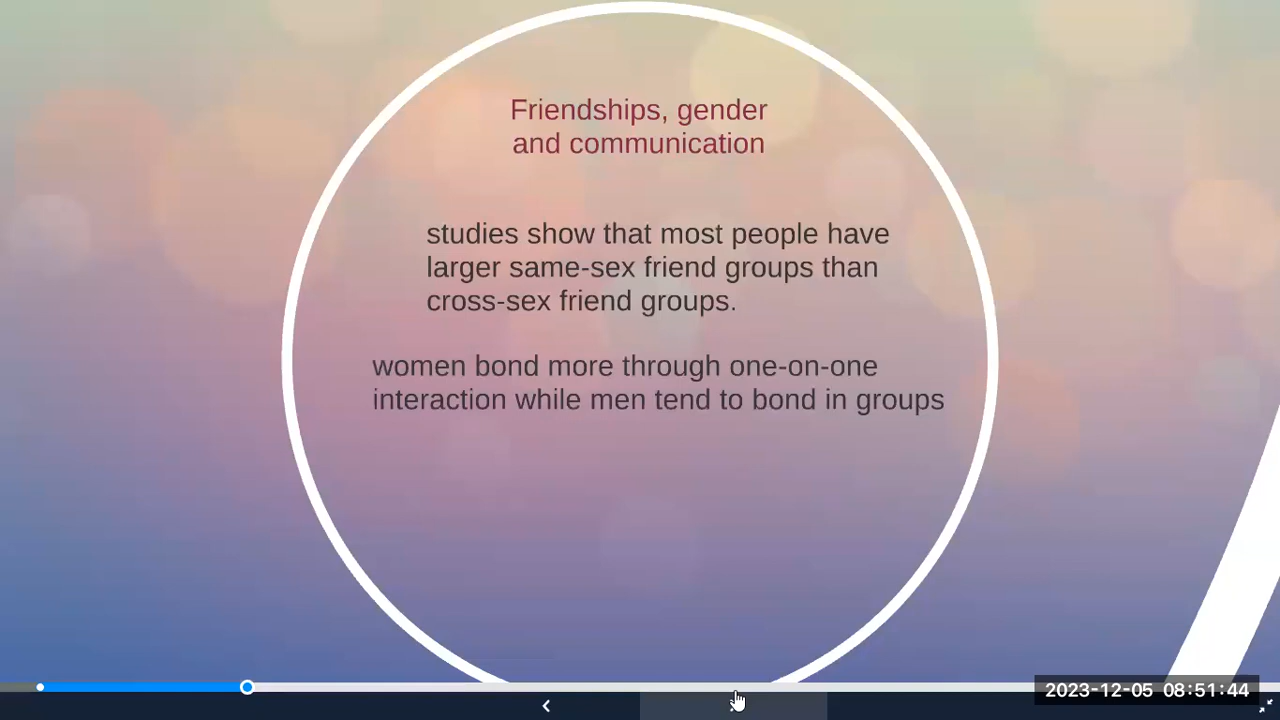 Friendships, gender
and communication
studies show that most people have
larger same-sex friend groups than
cross-sex friend groups.
women bond more through one-on-one
interaction while men tend to bond in groups
2023-12-05 08:51:44